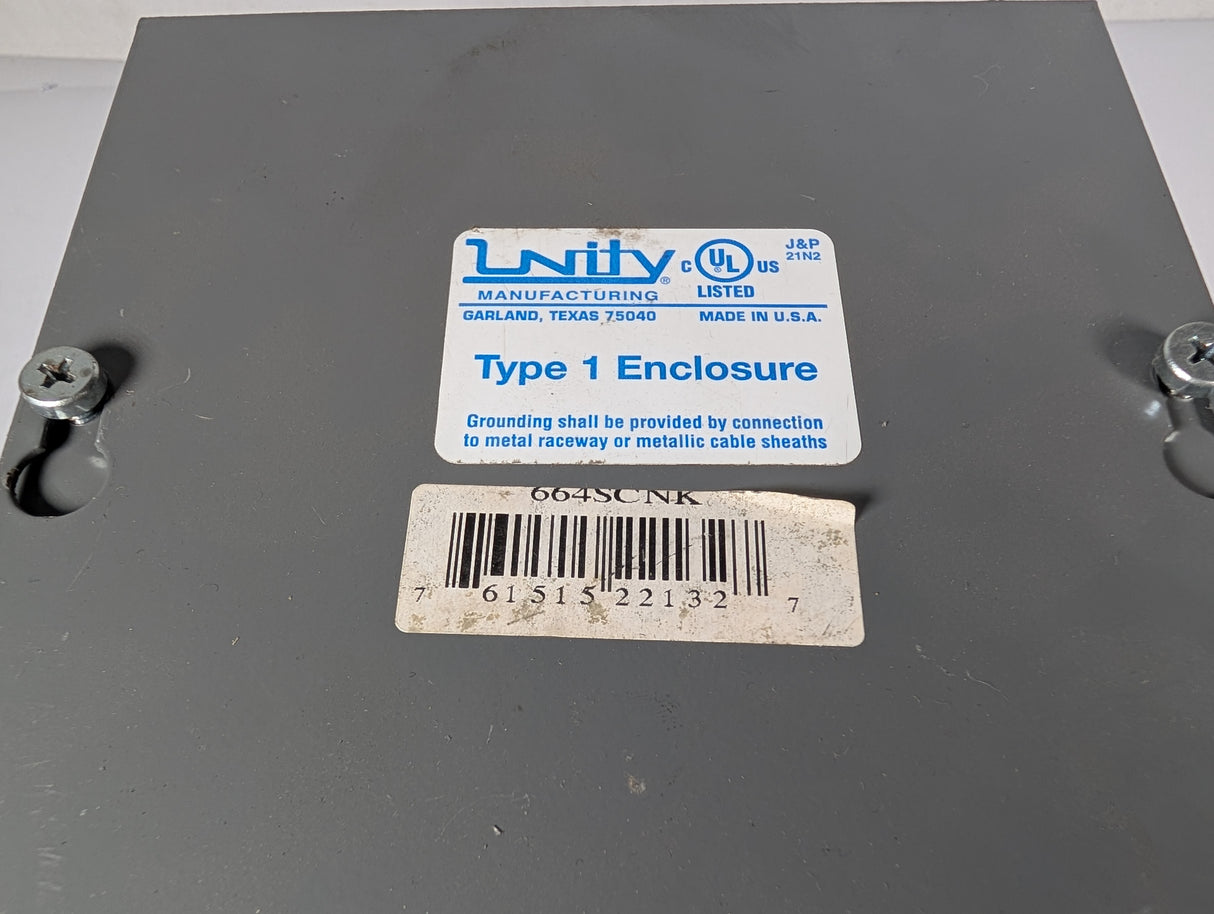 Unity®
MANUFACTURING
C UL® US
LISTED
J&P
21N2
GARLAND, TEXAS 75040 MADE IN U.S.A.
Type 1 Enclosure
Grounding shall be provided by connection
to metal raceway or metallic cable sheaths
664SCNK
7 61515 22132 7